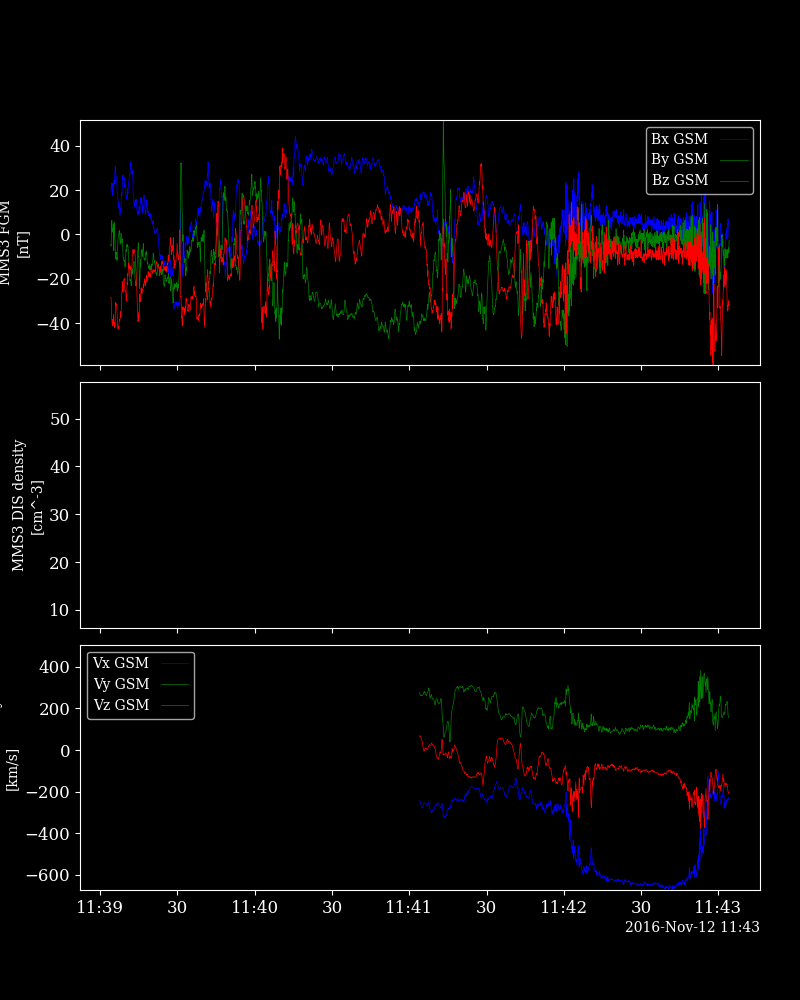 40
20
0
−20
−40
MMS3 FGM
[nT]
Bx GSM
By GSM
Bz GSM
50
40
30
20
10
MMS3 DIS density
[cm^-3]
400
200
0
−200
−400
−600
[km/s]
Vx GSM
Vy GSM
Vz GSM
11:39 30 11:40 30 11:41 30 11:42 30 11:43
2016-Nov-12 11:43